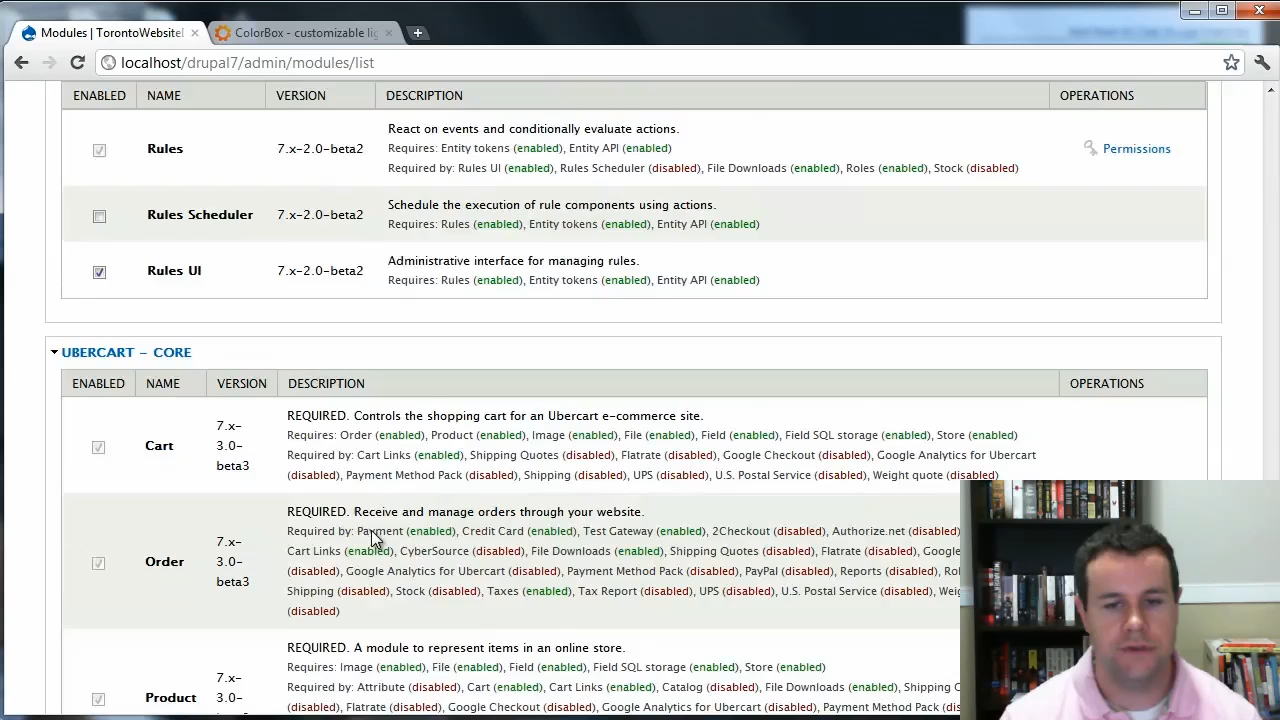 Modules | TorontoWebsite
ColorBox - customizable lig
localhost/drupal7/admin/modules/list
ENABLED NAME VERSION DESCRIPTION OPERATIONS
React on events and conditionally evaluate actions.
Rules 7.x-2.0-beta2 Requires: Entity tokens (enabled), Entity API (enabled) Permissions
Required by: Rules UI (enabled), Rules Scheduler (disabled), File Downloads (enabled), Roles (enabled), Stock (disabled)
Schedule the execution of rule components using actions.
Rules Scheduler 7.x-2.0-beta2
Requires: Rules (enabled), Entity tokens (enabled), Entity API (enabled)
Administrative interface for managing rules.
Rules UI 7.x-2.0-beta2
Requires: Rules (enabled), Entity tokens (enabled), Entity API (enabled)
UBERCART - CORE
ENABLED NAME VERSION DESCRIPTION OPERATIONS
REQUIRED. Controls the shopping cart for an Ubercart e-commerce site.
7.x-
Requires: Order (enabled), Product (enabled), Image (enabled), File (enabled), Field (enabled), Field SQL storage (enabled), Store (enabled)
Cart 3.0-
Required by: Cart Links (enabled), Shipping Quotes (disabled), Flatrate (disabled), Google Checkout (disabled), Google Analytics for Ubercart
beta3
(disabled), Payment Method Pack (disabled), Shipping (disabled), UPS (disabled), U.S. Postal Service (disabled), Weight quote (disabled)
REQUIRED. Receive and manage orders through your website.
Required by: Payment (enabled), Credit Card (enabled), Test Gateway (enabled), 2Checkout (disabled), Authorize.net (disabled)
7.x-
Cart Links (enabled), CyberSource (disabled), File Downloads (enabled), Shipping Quotes (disabled), Flatrate (disabled), Google
Order 3.0-
(disabled), Google Analytics for Ubercart (disabled), Payment Method Pack (disabled), PayPal (disabled), Reports (disabled), Rol
beta3
Shipping (disabled), Stock (disabled), Taxes (enabled), Tax Report (disabled), UPS (disabled), U.S. Postal Service (disabled), Weig
(disabled)
REQUIRED. A module to represent items in an online store.
Requires: Image (enabled), File (enabled), Field (enabled), Field SQL storage (enabled), Store (enabled)
7.x-
Required by: Attribute (disabled), Cart (enabled), Cart Links (enabled), Catalog (disabled), File Downloads (enabled), Shipping Q
Product 3.0-
(disabled), Flatrate (disabled), Google Checkout (disabled), Google Analytics for Ubercart (disabled), Payment Method Pack (dis